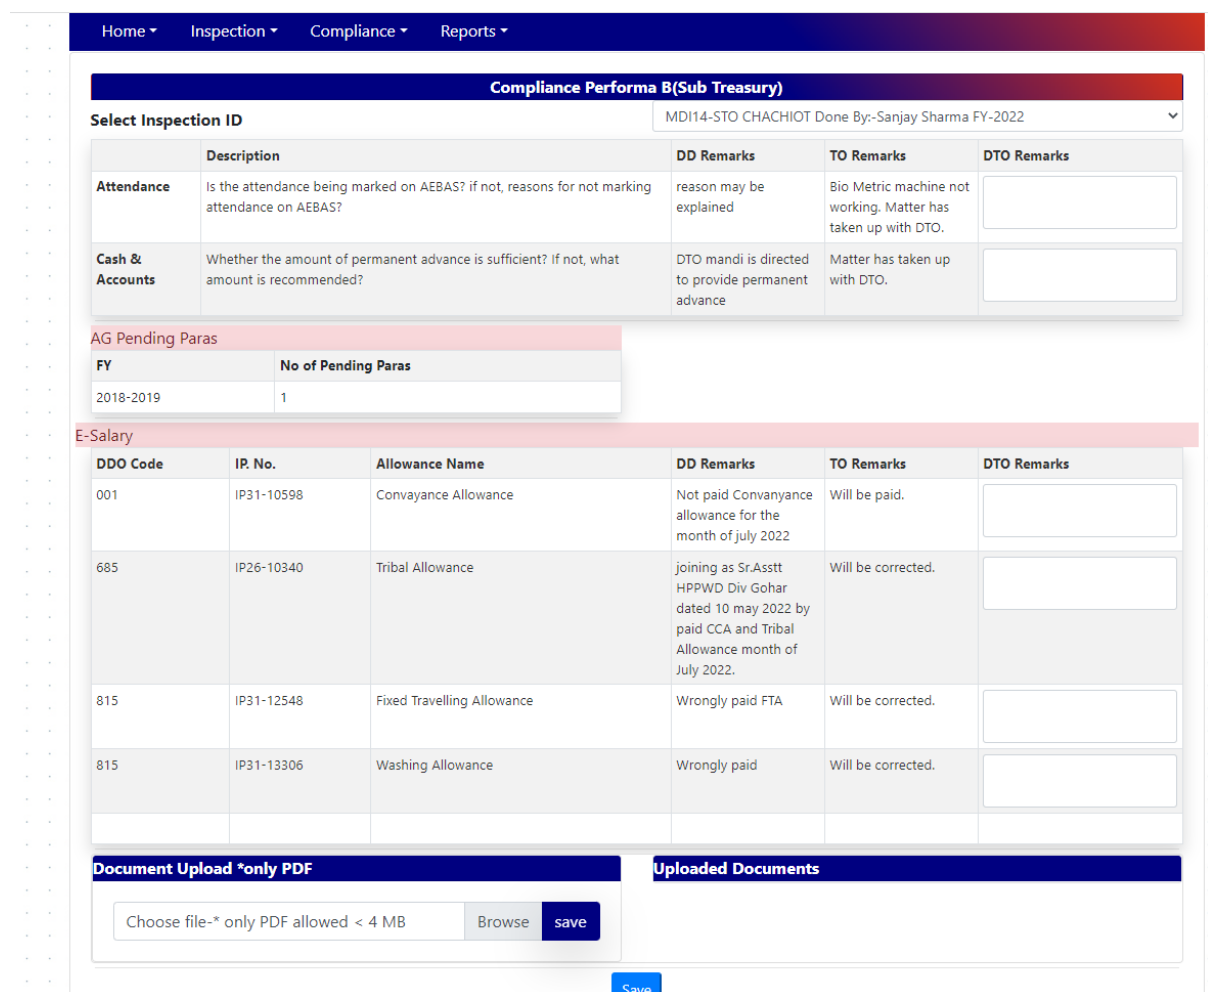 Home Inspection Compliance Reports
Compliance Performa B(Sub Treasury)
Select Inspection ID
MDI14-STO CHACHIOT Done By:-Sanjay Sharma FY-2022
Description DD Remarks TO Remarks DTO Remarks
Attendance
Is the attendance being marked on AEBAS? if not, reasons for not marking
attendance on AEBAS?
reason may be
explained
Bio Metric machine not
working. Matter has
taken up with DTO.
Cash &
Accounts
Whether the amount of permanent advance is sufficient? If not, what
amount is recommended?
DTO mandi is directed
to provide permanent
advance
Matter has taken up
with DTO.
AG Pending Paras
FY No of Pending Paras
2018-2019 1
E-Salary
DDO Code IP. No. Allowance Name DD Remarks TO Remarks DTO Remarks
001 IP31-10598 Convayance Allowance
Not paid Convanyance
allowance for the
month of july 2022
Will be paid.
685 IP26-10340 Tribal Allowance
joining as Sr.Asstt
HPPWD Div Gohar
dated 10 may 2022 by
paid CCA and Tribal
Allowance month of
July 2022.
Will be corrected.
815 IP31-12548 Fixed Travelling Allowance Wrongly paid FTA Will be corrected.
815 IP31-13306 Washing Allowance Wrongly paid Will be corrected.
Document Upload *only PDF
Uploaded Documents
Choose file-* only PDF allowed < 4 MB Browse save
Save